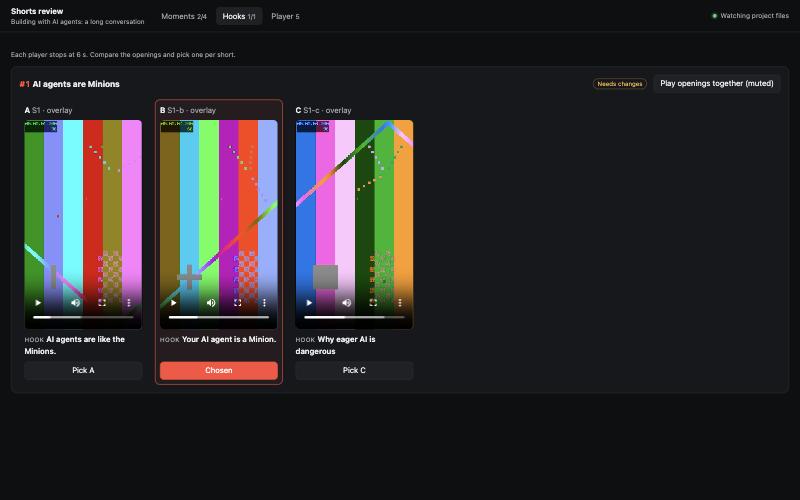 Shorts review
Building with AI agents: a long conversation
Moments 2/4
Hooks 1/1
Player 5
Watching project files
Each player stops at 6 s. Compare the openings and pick one per short.
#1 AI agents are Minions
Needs changes
Play openings together (muted)
A S1 · overlay
B S1-b · overlay
C S1-c · overlay
HOOK AI agents are like the
Minions.
HOOK Your AI agent is a Minion.
HOOK Why eager AI is
dangerous
Pick A
Chosen
Pick C